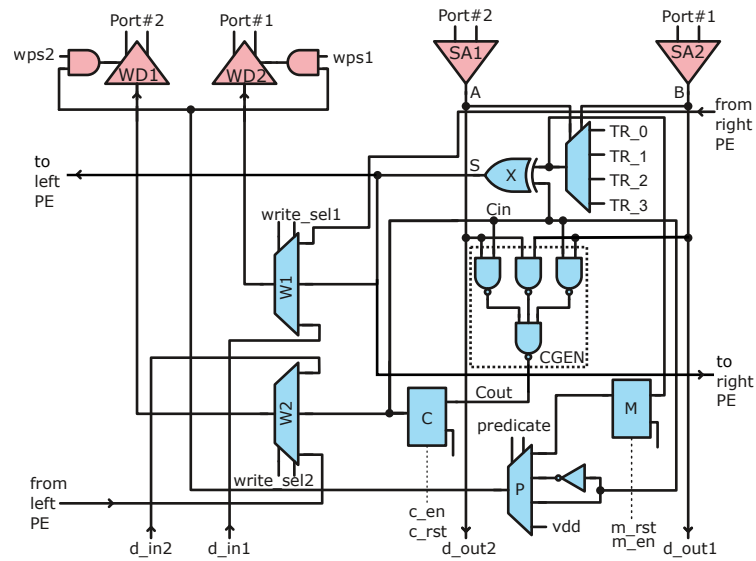 Port#2
Port#1
Port#2
Port#1
wps2
WD1
WD2
wps1
SA1
SA2
A
B
from
right
PE
to
left
PE
S
X
TR_0
TR_1
TR_2
TR_3
write_sel1
Cin
W1
CGEN
to
right
PE
W2
Cout
C
M
predicate
P
write_sel2
from
left
PE
c_en
c_rst
vdd
m_rst
m_en
d_in2
d_in1
d_out2
d_out1